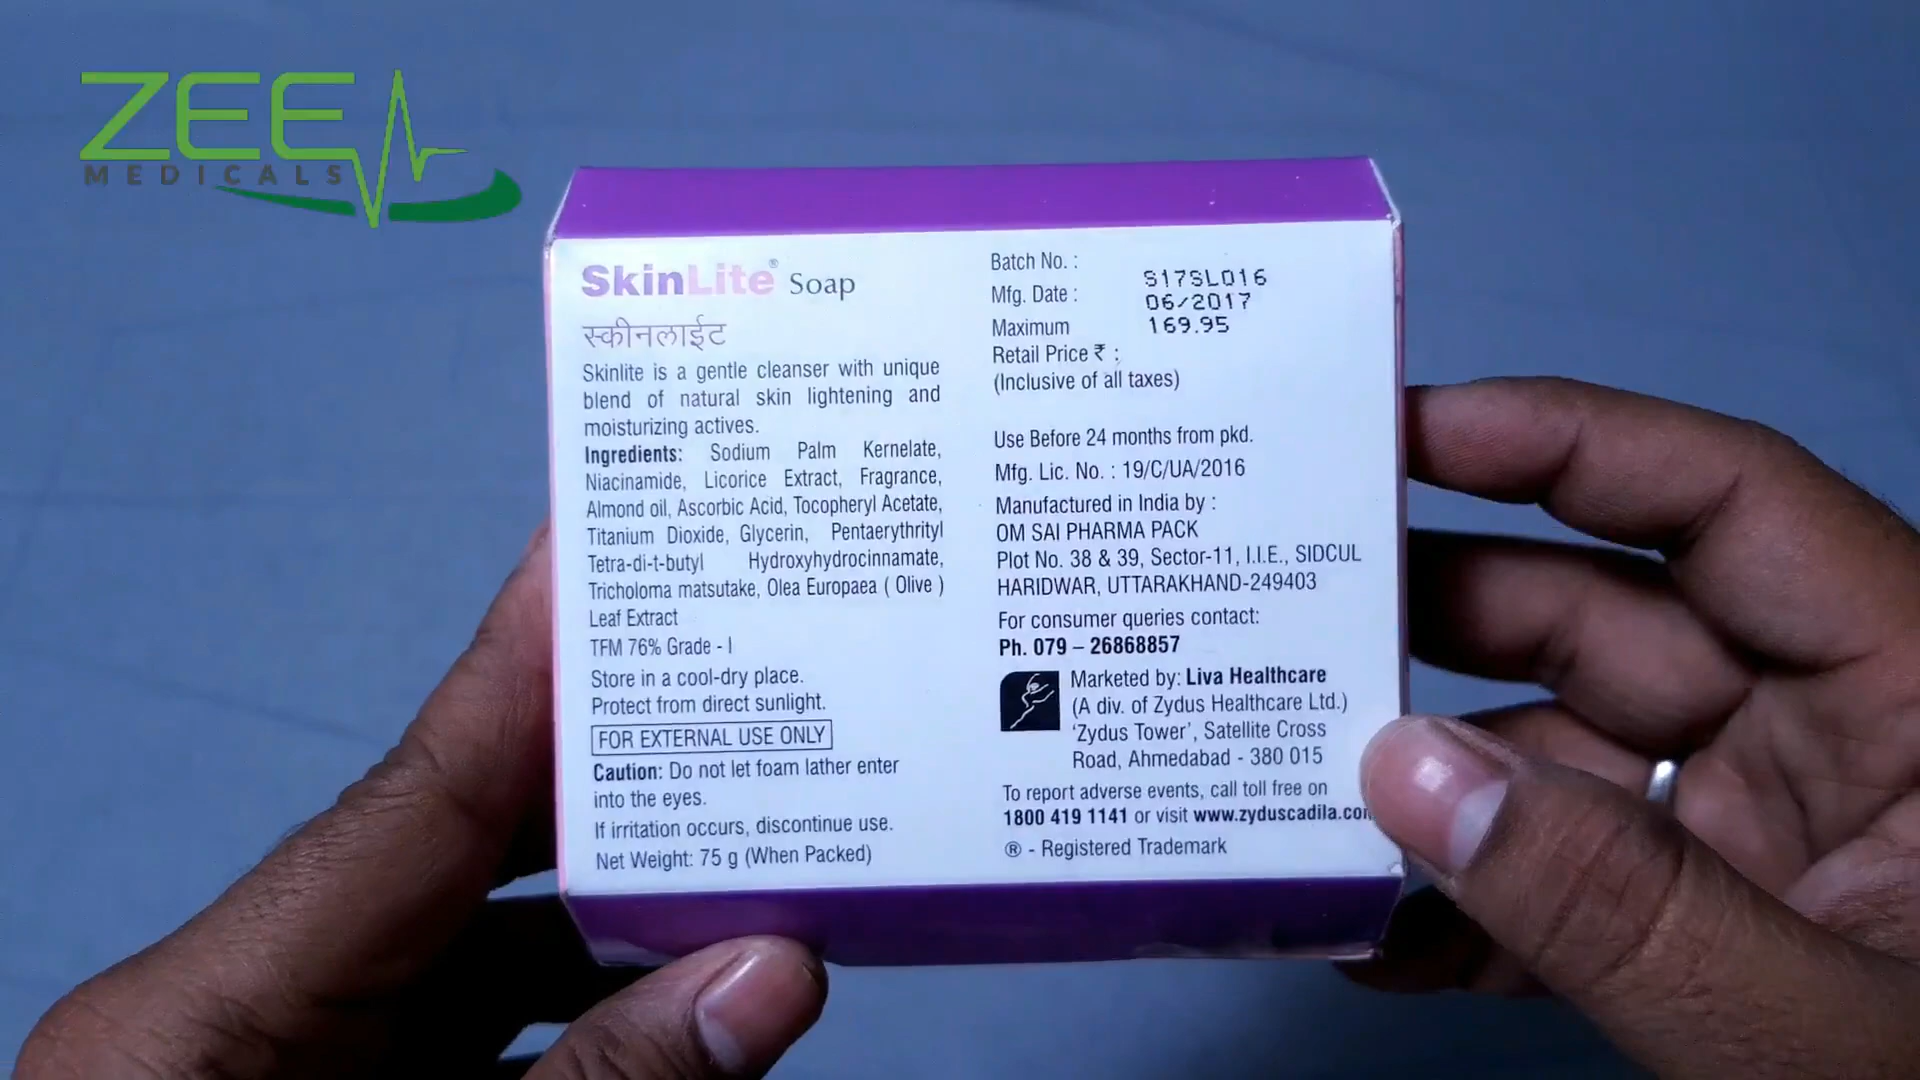 ZEE
MEDICALS
SkinLite® Soap
स्कीनलाईट
Skinlite is a gentle cleanser with unique
blend of natural skin lightening and
moisturizing actives.
Ingredients: Sodium Palm Kernelate,
Niacinamide, Licorice Extract, Fragrance,
Almond oil, Ascorbic Acid, Tocopheryl Acetate,
Titanium Dioxide, Glycerin, Pentaerythrityl
Tetra-di-t-butyl Hydroxyhydrocinnamate,
Tricholoma matsutake, Olea Europaea ( Olive )
Leaf Extract
TFM 76% Grade - I
Store in a cool-dry place.
Protect from direct sunlight.
FOR EXTERNAL USE ONLY
Caution: Do not let foam lather enter
into the eyes.
If irritation occurs, discontinue use.
Net Weight: 75 g (When Packed)
Batch No. : S17SL016
Mfg. Date : 06/2017
Maximum 169.95
Retail Price ₹ :
(Inclusive of all taxes)
Use Before 24 months from pkd.
Mfg. Lic. No. : 19/C/UA/2016
Manufactured in India by :
OM SAI PHARMA PACK
Plot No. 38 & 39, Sector-11, I.I.E., SIDCUL
HARIDWAR, UTTARAKHAND-249403
For consumer queries contact:
Ph. 079 – 26868857
Marketed by: Liva Healthcare
(A div. of Zydus Healthcare Ltd.)
'Zydus Tower', Satellite Cross
Road, Ahmedabad - 380 015
To report adverse events, call toll free on
1800 419 1141 or visit www.zyduscadila.com
® - Registered Trademark